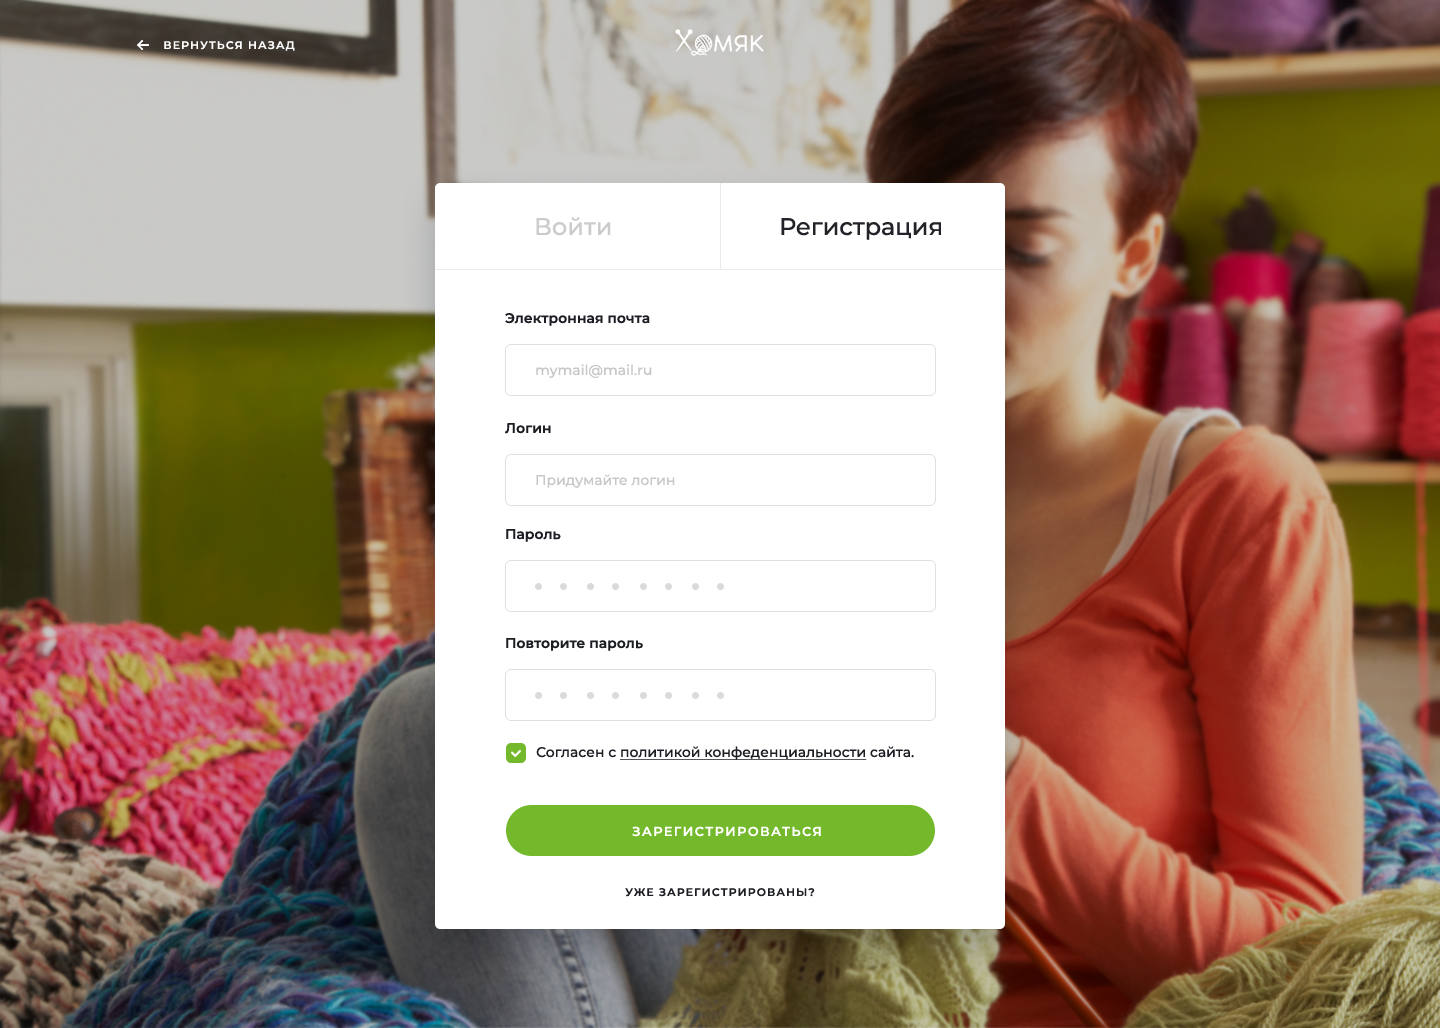 ВЕРНУТЬСЯ НАЗАД
Хомяк
Войти
Регистрация
Электронная почта
mymail@mail.ru
Логин
Придумайте логин
Пароль
Повторите пароль
Согласен с политикой конфеденциальности сайта.
ЗАРЕГИСТРИРОВАТЬСЯ
УЖЕ ЗАРЕГИСТРИРОВАНЫ?